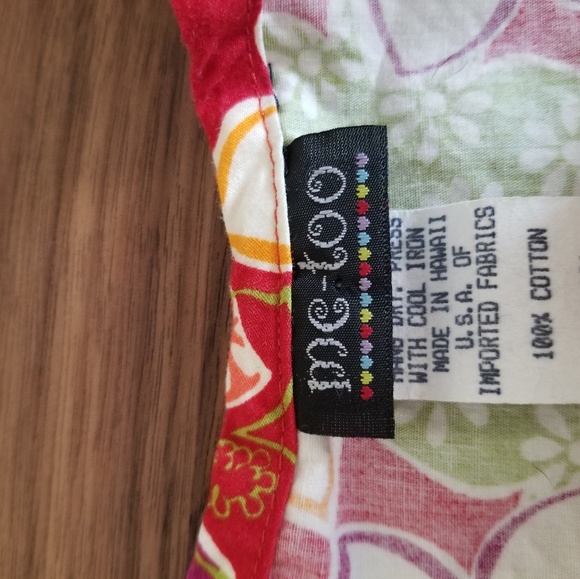 me-too
HAND DRY. PRESS
WITH COOL IRON
MADE IN HAWAII
U.S.A. OF
IMPORTED FABRICS
100% COTTON